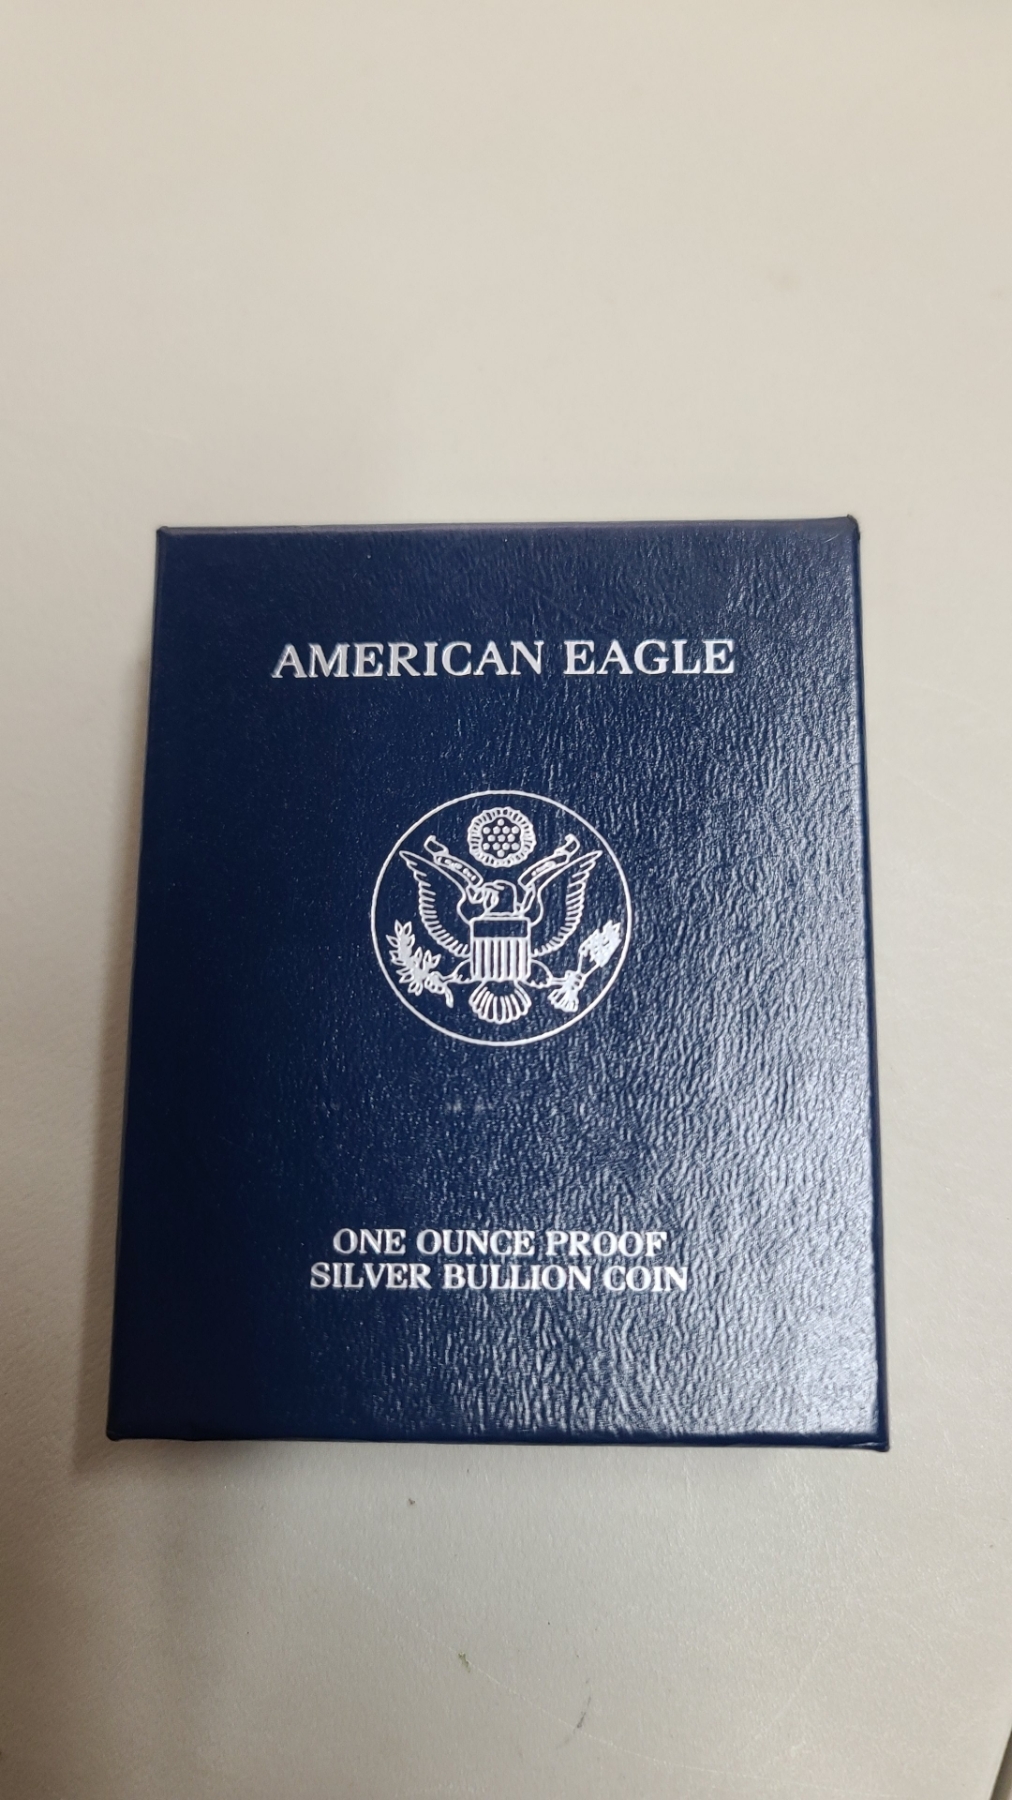 AMERICAN EAGLE
ONE OUNCE PROOF
SILVER BULLION COIN